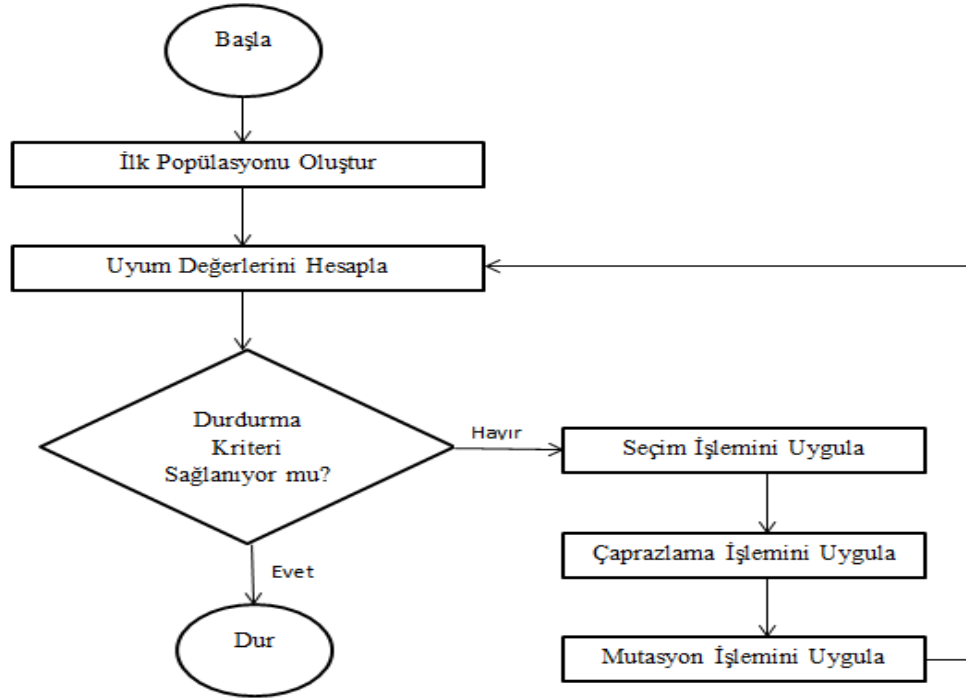 Başla
İlk Popülasyonu Oluştur
Uyum Değerlerini Hesapla
Durdurma
Kriteri
Sağlanıyor mu?
Hayır
Evet
Dur
Seçim İşlemini Uygula
Çaprazlama İşlemini Uygula
Mutasyon İşlemini Uygula